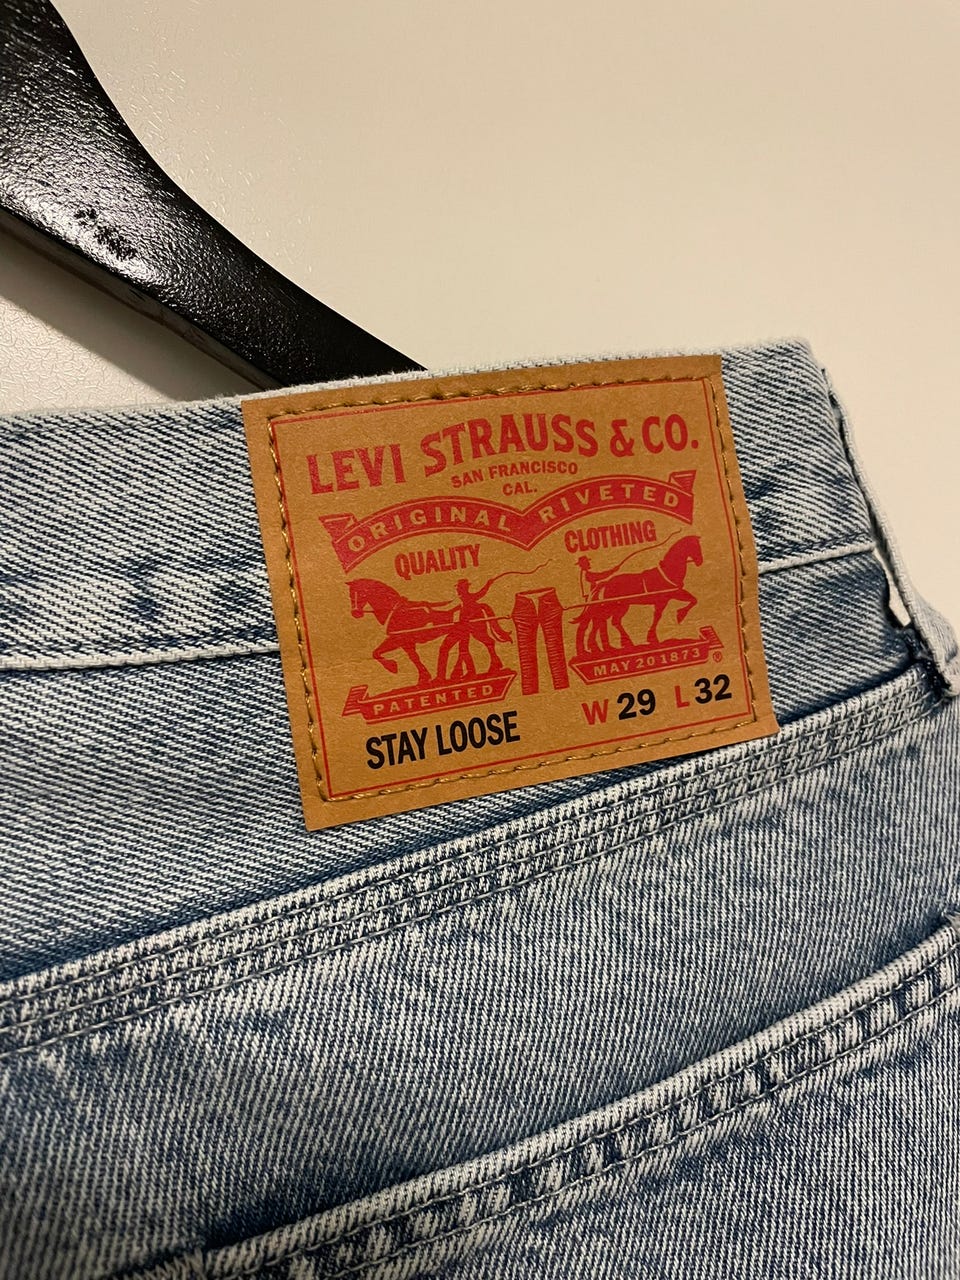 LEVI STRAUSS & CO.
SAN FRANCISCO
CAL.
ORIGINAL RIVETED
QUALITY CLOTHING
PATENTED MAY 20 1873 ®
STAY LOOSE W 29 L 32